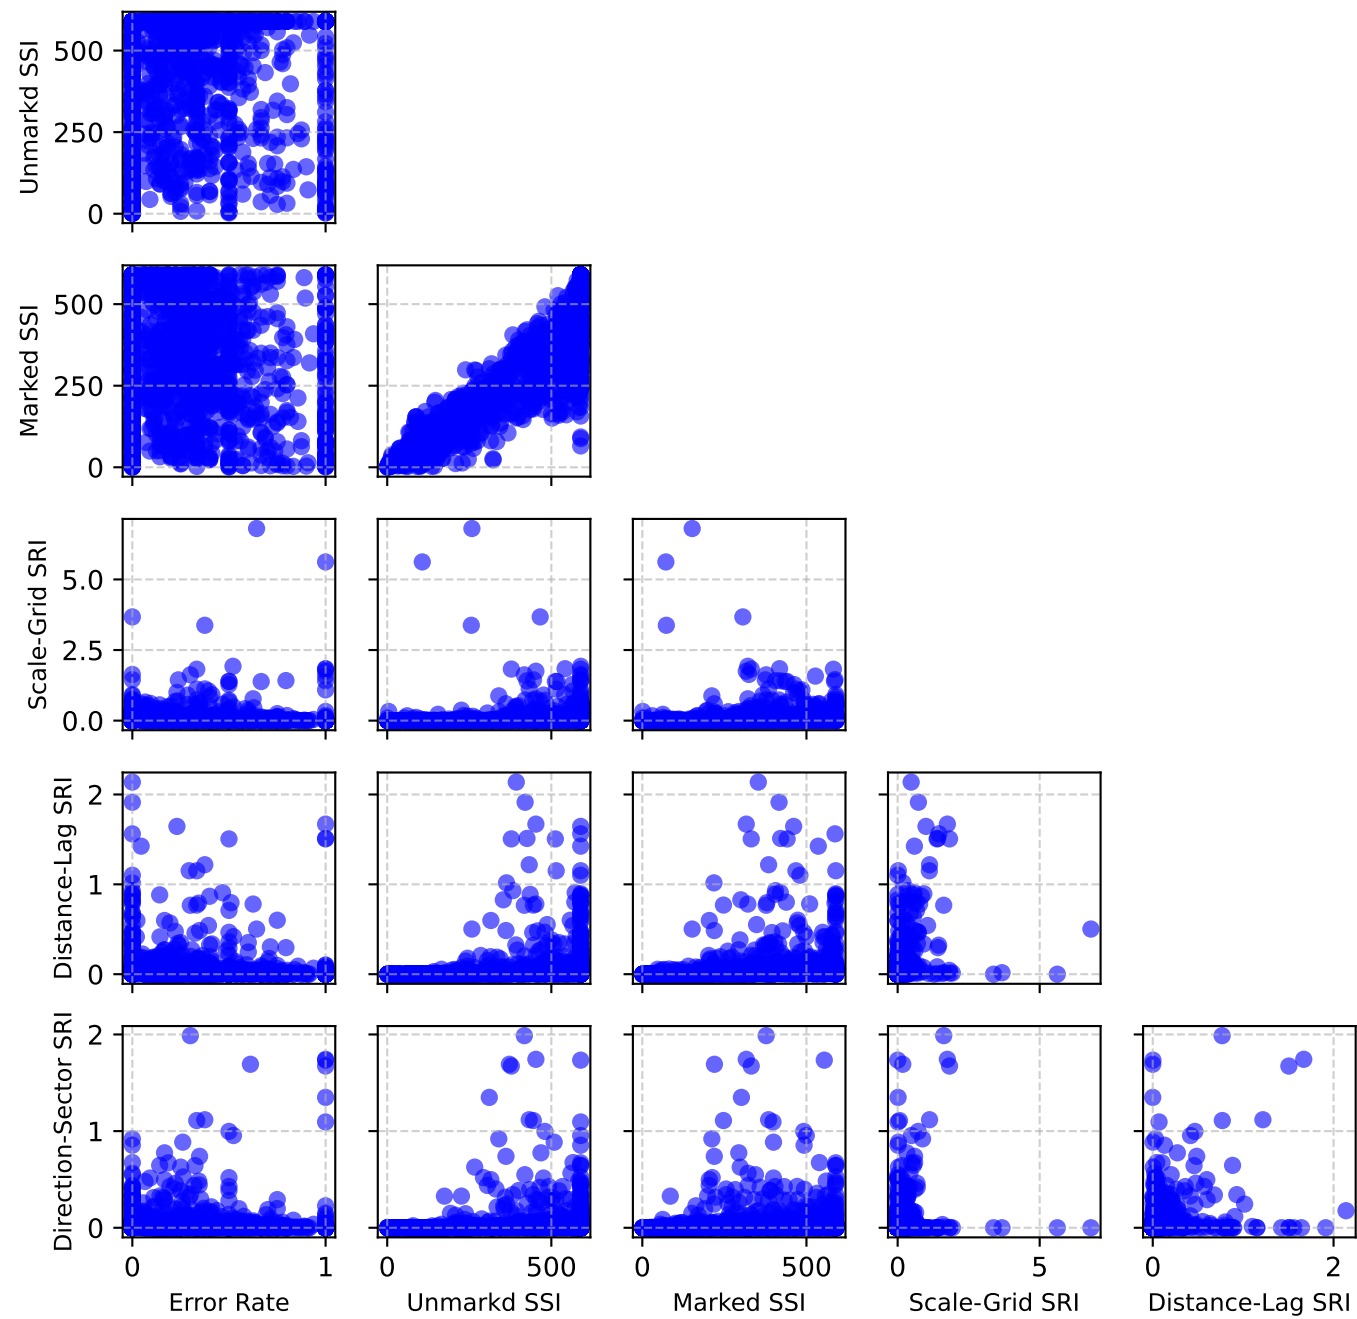 Unmarkd SSI
500
250
0
Marked SSI
500
250
0
Scale-Grid SRI
5.0
2.5
0.0
Distance-Lag SRI
2
1
0
Direction-Sector SRI
2
1
0
0 1 0 500 0 500 0 5 0 2
Error Rate Unmarkd SSI Marked SSI Scale-Grid SRI Distance-Lag SRI